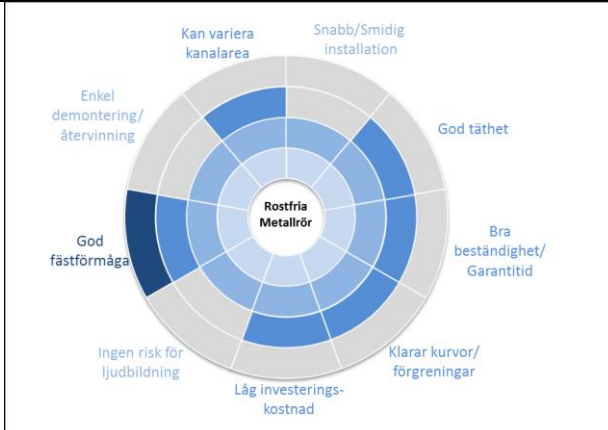 Kan variera
kanalarea
Snabb/Smidig
installation
God täthet
Bra
beständighet/
Garantitid
Klarar kurvor/
förgreningar
Låg investerings-
kostnad
Ingen risk för
ljudbildning
God
fästförmåga
Enkel
demontering/
återvinning
Rostfria
Metallrör